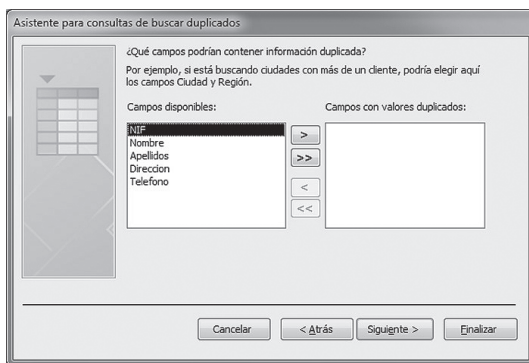 Asistente para consultas de buscar duplicados
¿Qué campos podrían contener información duplicada?
Por ejemplo, si está buscando ciudades con más de un cliente, podría elegir aquí
los campos Ciudad y Región.
Campos disponibles:
Campos con valores duplicados:
NIF
Nombre
Apellidos
Direccion
Telefono
>
>>
<
<<
Cancelar
< Atrás
Siguiente >
Finalizar